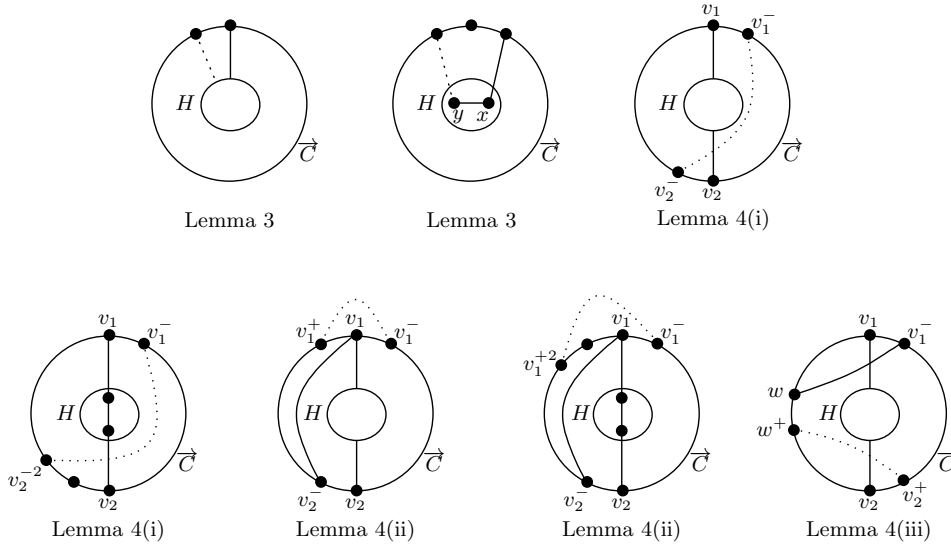 H
→C
Lemma 3
H
y x
→C
Lemma 3
v₁ v₁⁻
H
→C
v₂⁻ v₂
Lemma 4(i)
v₁ v₁⁻
H
→C
v₂⁻² v₂
Lemma 4(i)
v₁⁺ v₁ v₁⁻
H
→C
v₂⁻ v₂
Lemma 4(ii)
v₁⁺² v₁ v₁⁻
H
→C
v₂⁻ v₂
Lemma 4(ii)
v₁ v₁⁻
w
H
w⁺
→C
v₂ v₂⁺
Lemma 4(iii)